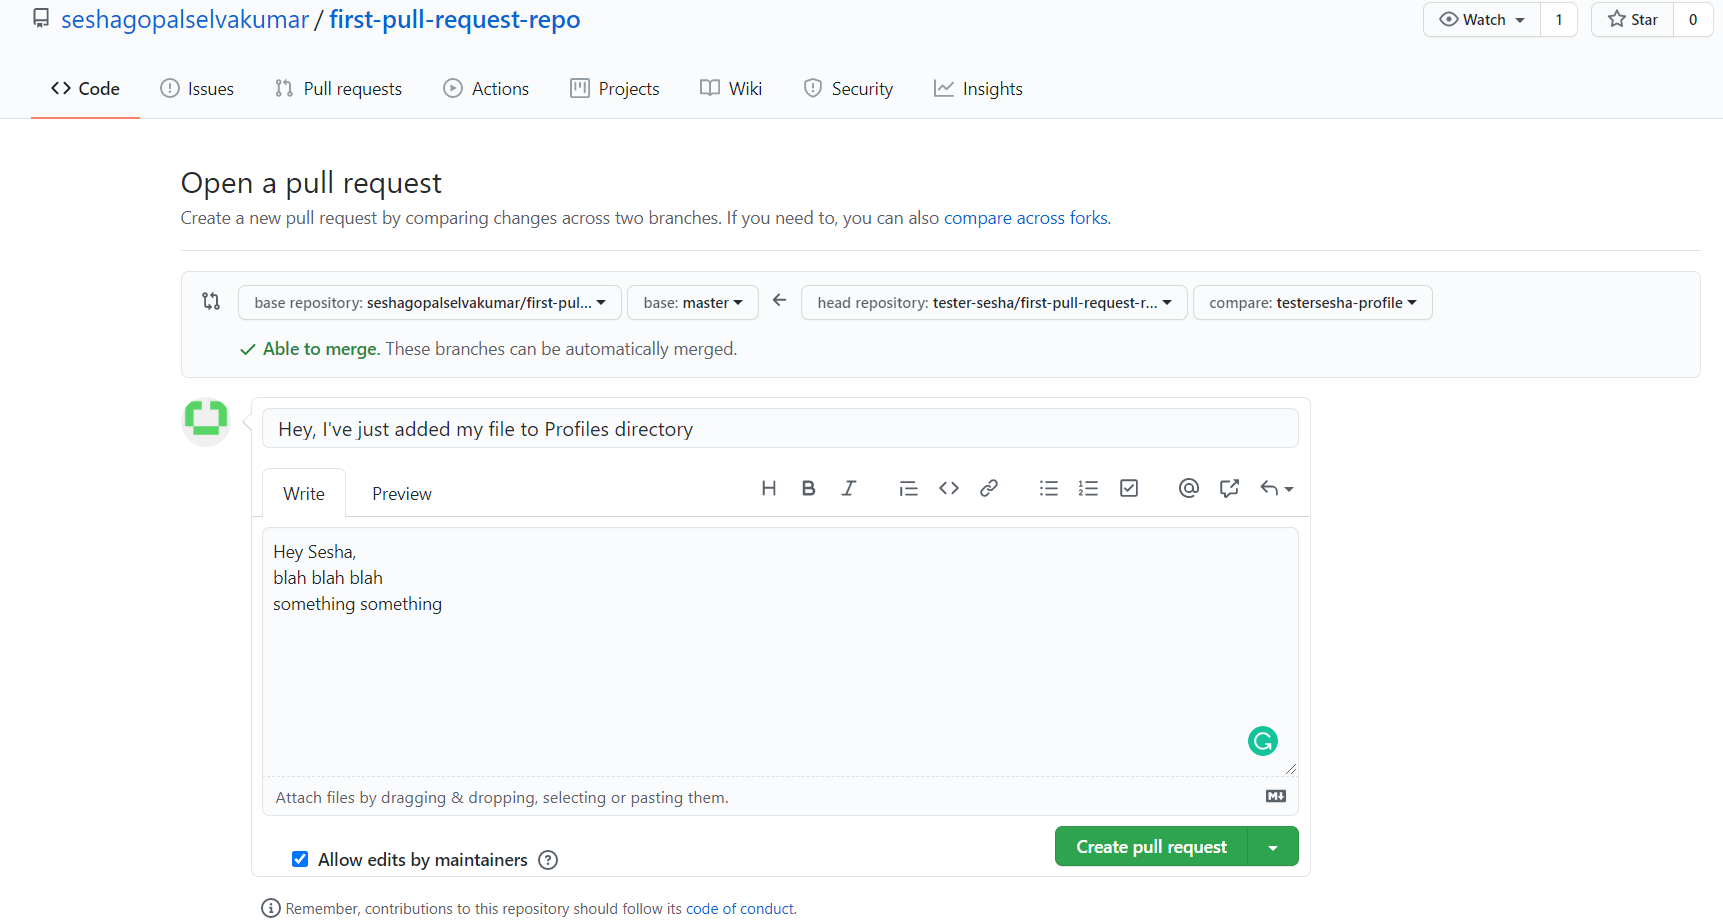 seshagopalselvakumar / first-pull-request-repo
Watch 1 Star 0
Code Issues Pull requests Actions Projects Wiki Security Insights
Open a pull request
Create a new pull request by comparing changes across two branches. If you need to, you can also compare across forks.
base repository: seshagopalselvakumar/first-pul... base: master head repository: tester-sesha/first-pull-request-r... compare: testersesha-profile
Able to merge. These branches can be automatically merged.
Hey, I've just added my file to Profiles directory
Write Preview H B I @
Hey Sesha,
blah blah blah
something something
Attach files by dragging & dropping, selecting or pasting them.
Allow edits by maintainers ?
Create pull request
Remember, contributions to this repository should follow its code of conduct.